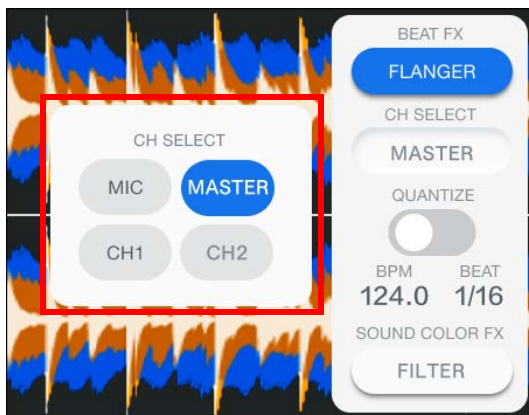 CH SELECT
MIC MASTER
CH1 CH2
BEAT FX
FLANGER
CH SELECT
MASTER
QUANTIZE
BPM BEAT
124.0 1/16
SOUND COLOR FX
FILTER